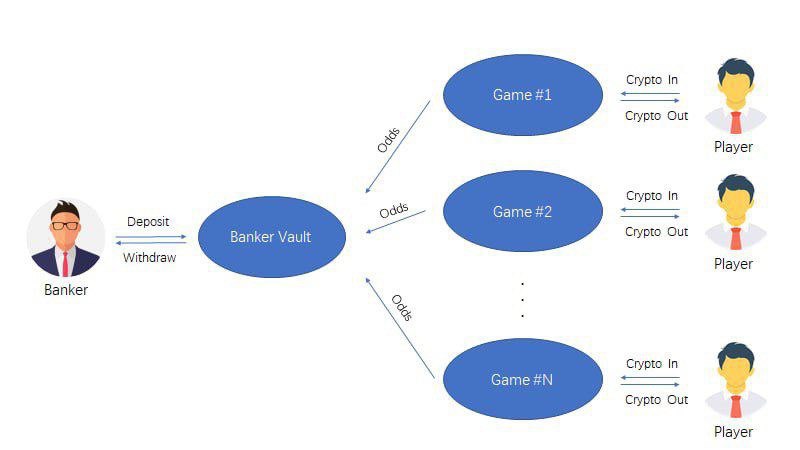 Crypto In
Game #1
Crypto Out
Odds
Player
Crypto In
Odds
Game #2
Deposit
Crypto Out
Banker Vault
Withdraw
Player
Banker
.
.
.
Odds
Crypto In
Game #N
Crypto Out
Player